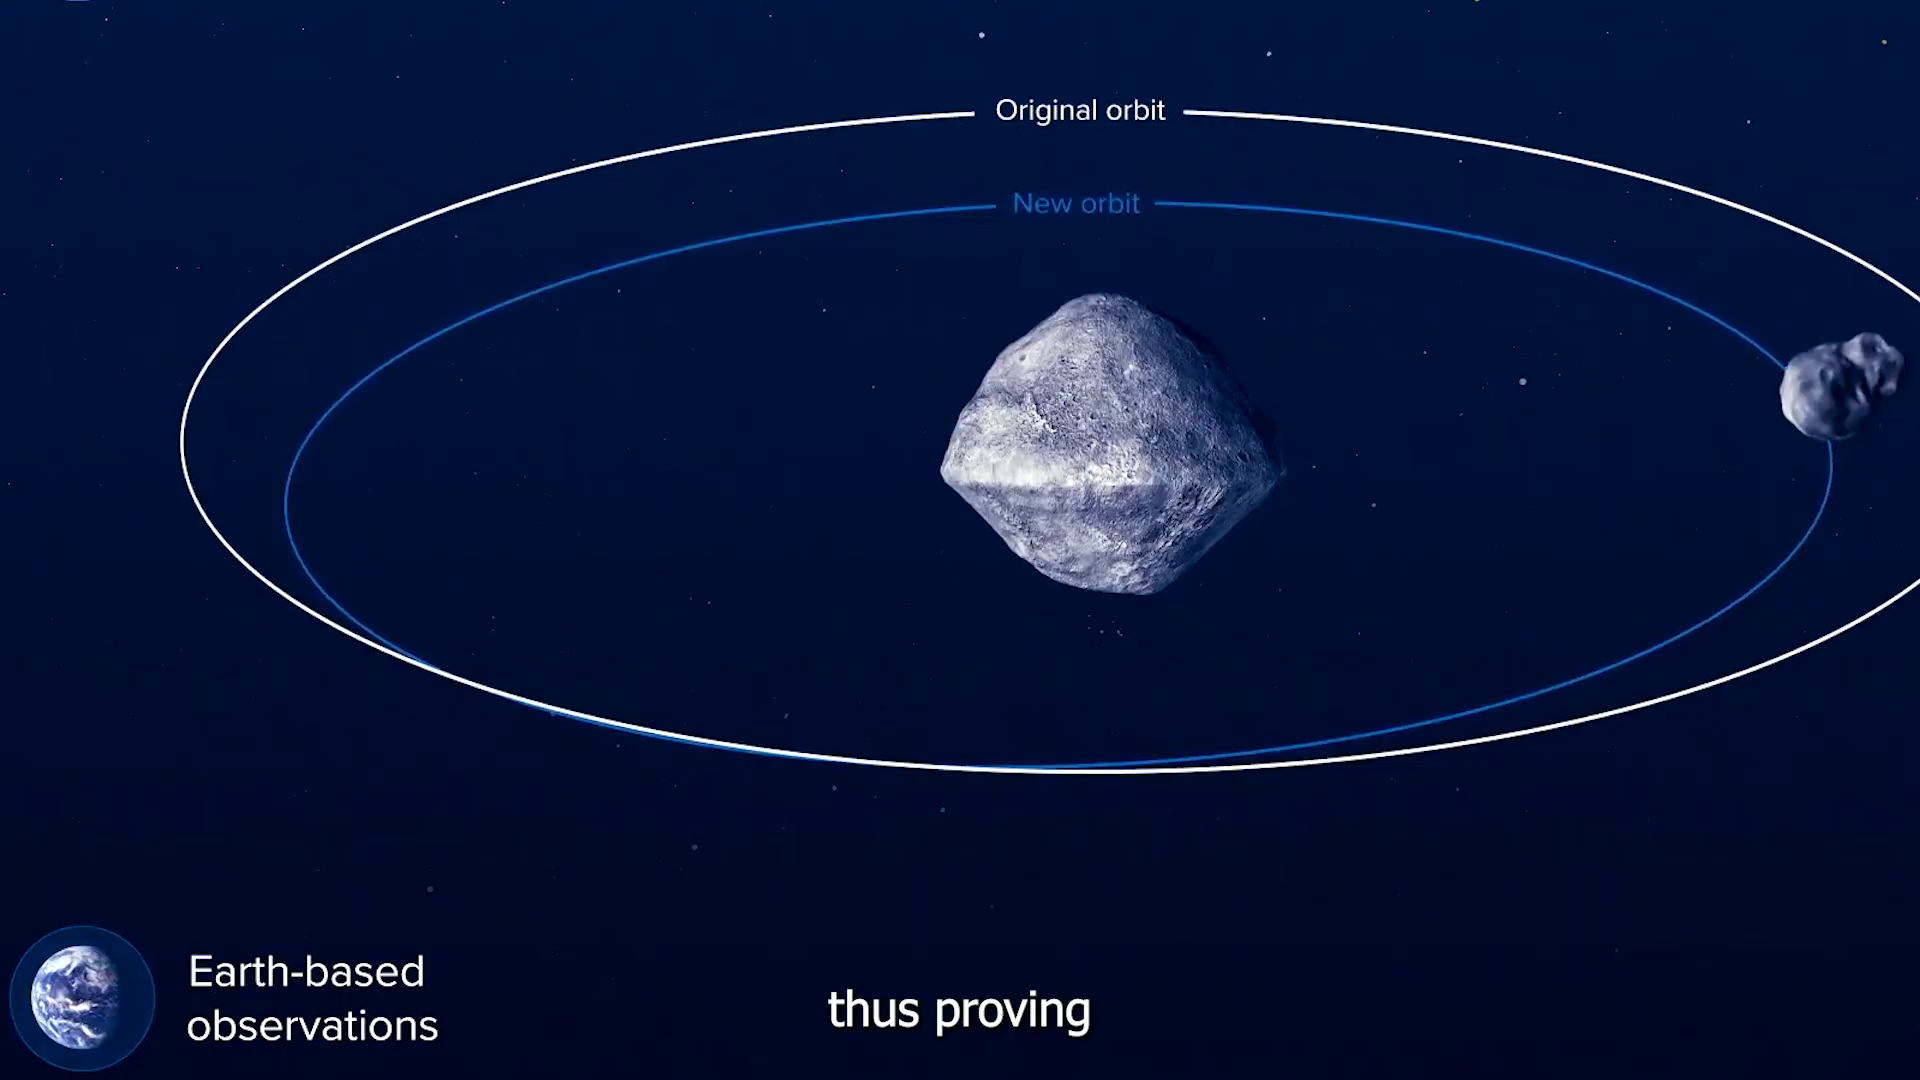 Original orbit
New orbit
Earth-based
observations
thus proving